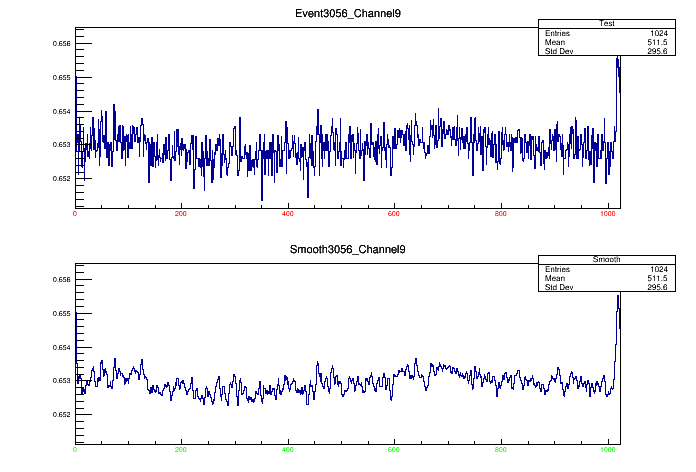 Event3056_Channel9
Test
Entries 1024
Mean 511.5
Std Dev 295.6
0.656
0.655
0.654
0.653
0.652
0 200 400 600 800 1000
Smooth3056_Channel9
Smooth
Entries 1024
Mean 511.5
Std Dev 295.6
0.656
0.655
0.654
0.653
0.652
0 200 400 600 800 1000